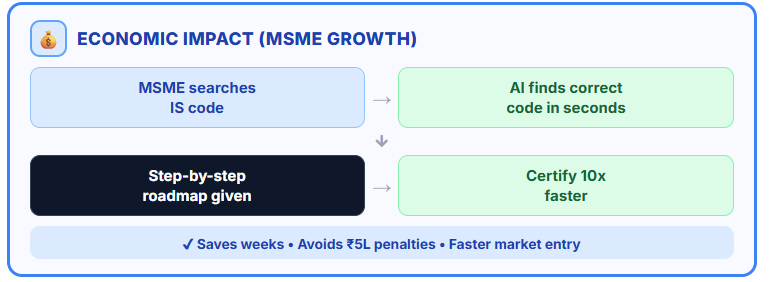 ECONOMIC IMPACT (MSME GROWTH)
MSME searches
IS code
→
AI finds correct
code in seconds
↓
Step-by-step
roadmap given
→
Certify 10x
faster
✓ Saves weeks • Avoids ₹5L penalties • Faster market entry